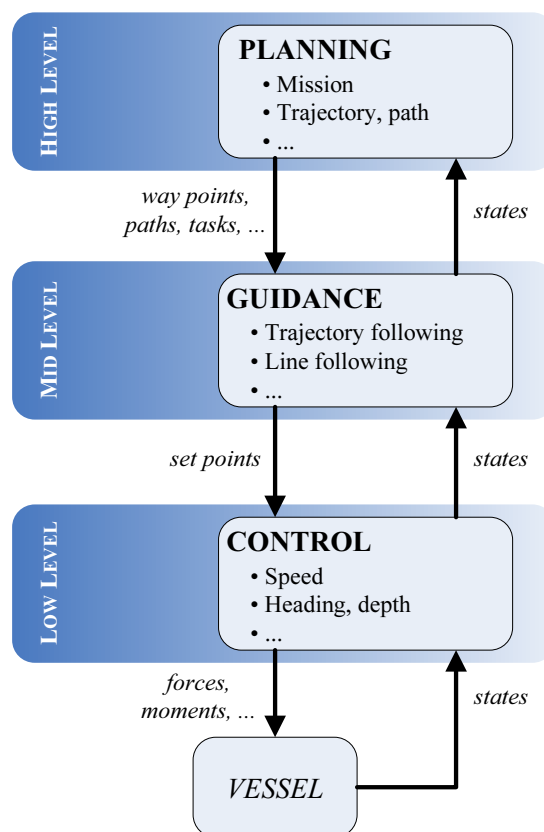 HIGH LEVEL
PLANNING
• Mission
• Trajectory, path
• ...
way points,
paths, tasks, ...
states
MID LEVEL
GUIDANCE
• Trajectory following
• Line following
• ...
set points
states
LOW LEVEL
CONTROL
• Speed
• Heading, depth
• ...
forces,
moments, ...
states
VESSEL